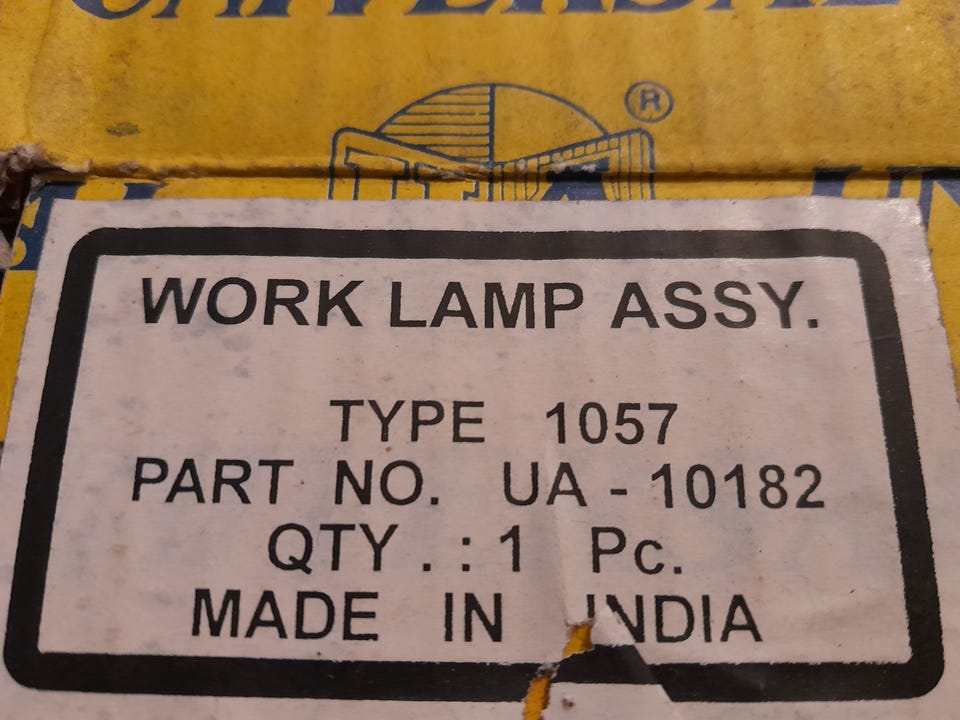 ®
WORK LAMP ASSY.
TYPE 1057
PART NO. UA - 10182
QTY . : 1 Pc.
MADE IN INDIA